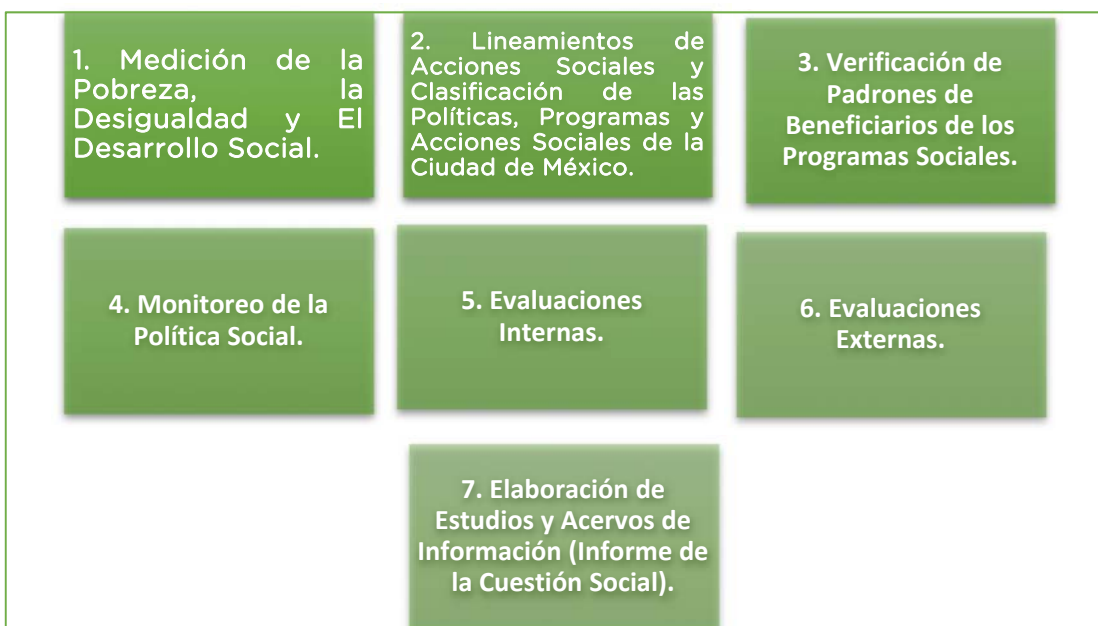 1. Medición de la
Pobreza, la
Desigualdad y El
Desarrollo Social.
2. Lineamientos de
Acciones Sociales y
Clasificación de las
Políticas, Programas y
Acciones Sociales de la
Ciudad de México.
3. Verificación de
Padrones de
Beneficiarios de los
Programas Sociales.
4. Monitoreo de la
Política Social.
5. Evaluaciones
Internas.
6. Evaluaciones
Externas.
7. Elaboración de
Estudios y Acervos de
Información (Informe de
la Cuestión Social).